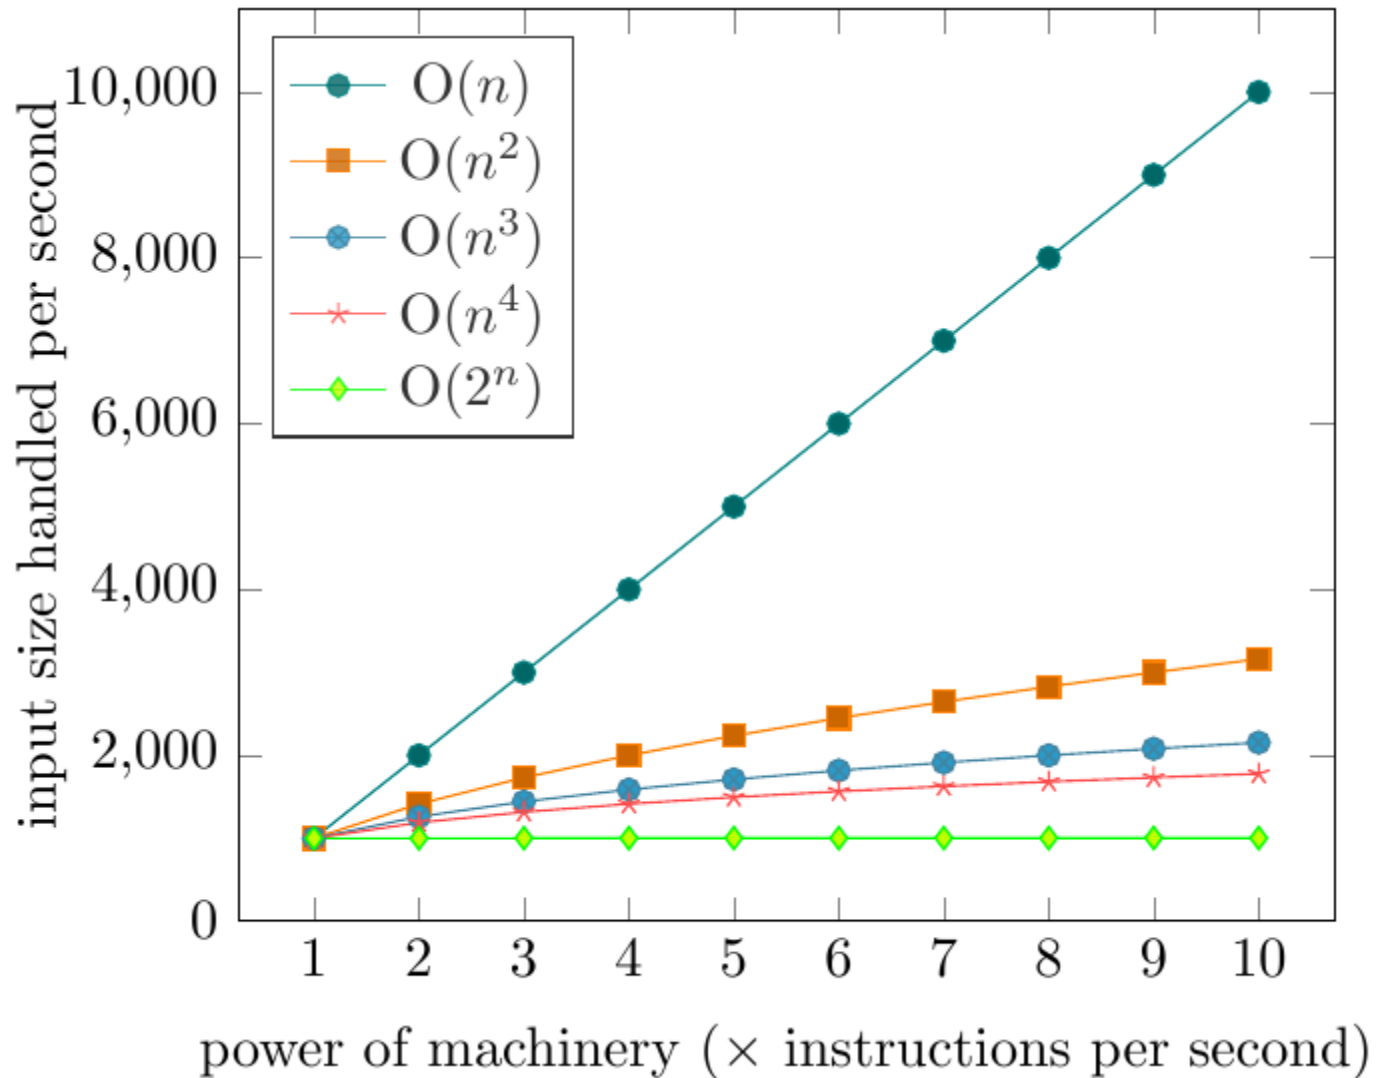 input size handled per second
10,000
8,000
6,000
4,000
2,000
0
O(n)
O(n²)
O(n³)
O(n⁴)
O(2ⁿ)
1 2 3 4 5 6 7 8 9 10
power of machinery (× instructions per second)